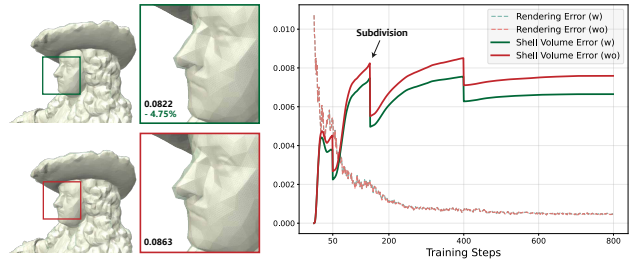 0.0822
- 4.75%
0.0863
0.010
0.008
0.006
0.004
0.002
0.000
Subdivision
Rendering Error (w)
Rendering Error (wo)
Shell Volume Error (w)
Shell Volume Error (wo)
50
200
400
600
800
Training Steps